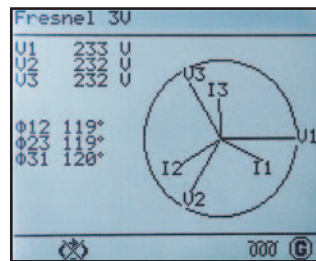 Fresnel 3V
V1 233 V
V2 232 V
V3 232 V
Φ12 119°
Φ23 119°
Φ31 120°
V3
I3
V1
I2
I1
V2
G